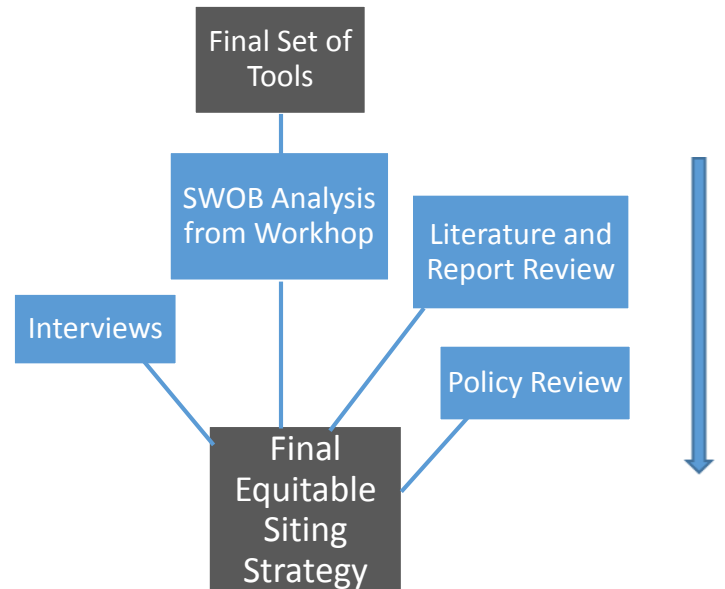 Final Set of
Tools
SWOB Analysis
from Workhop
Literature and
Report Review
Interviews
Policy Review
Final
Equitable
Siting
Strategy